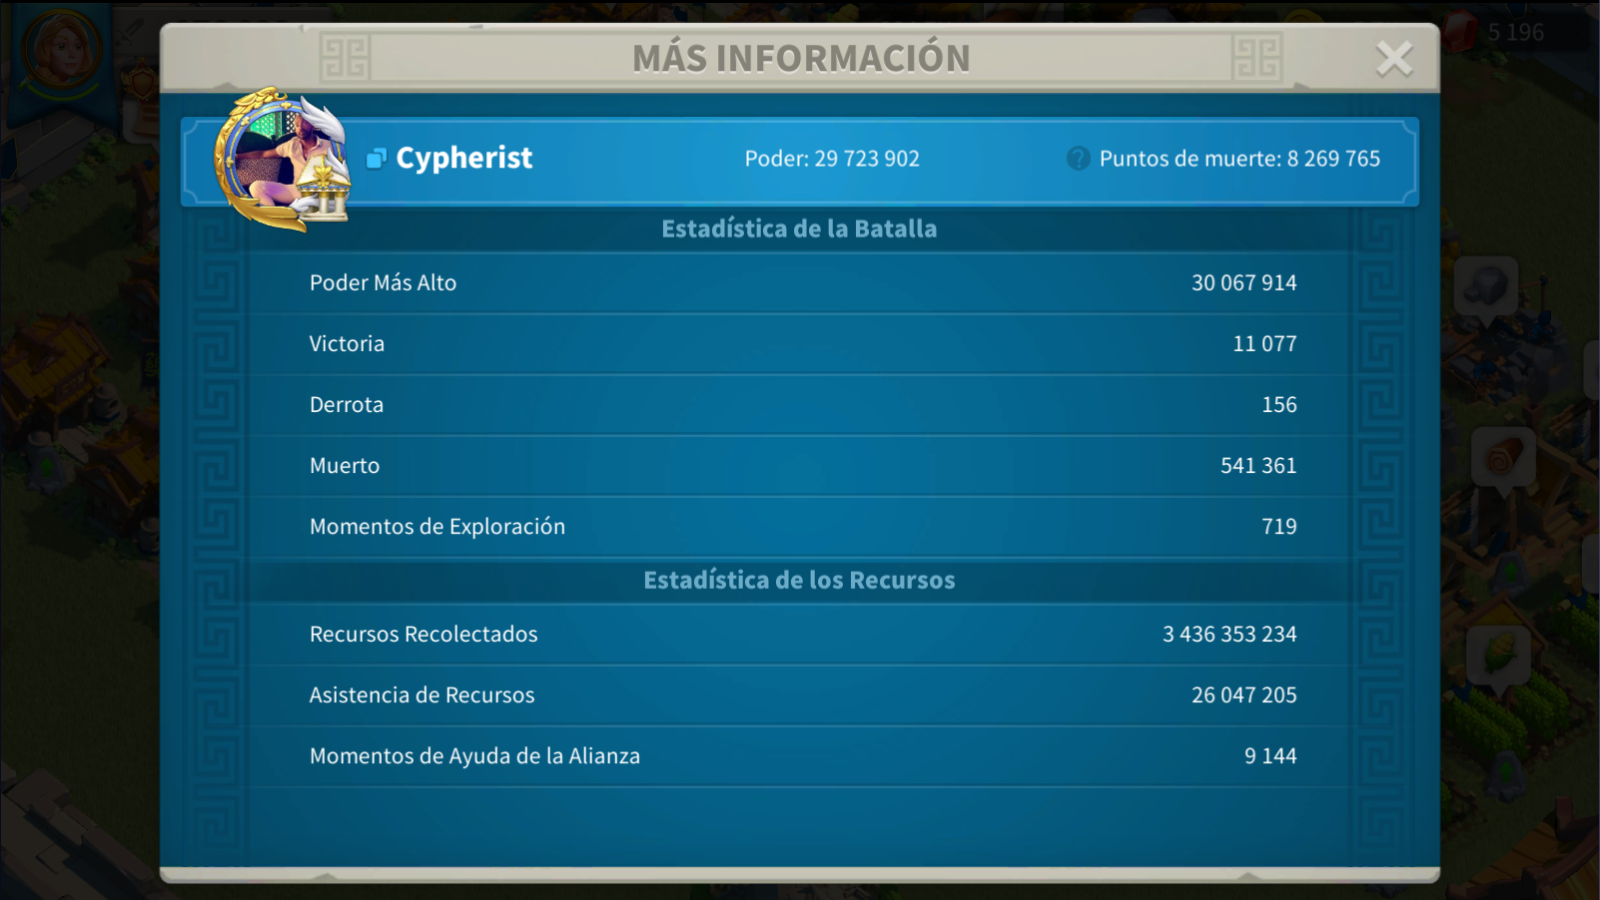 MÁS INFORMACIÓN
5 196
Cypherist
Poder: 29 723 902
? Puntos de muerte: 8 269 765
Estadística de la Batalla
Poder Más Alto 30 067 914
Victoria 11 077
Derrota 156
Muerto 541 361
Momentos de Exploración 719
Estadística de los Recursos
Recursos Recolectados 3 436 353 234
Asistencia de Recursos 26 047 205
Momentos de Ayuda de la Alianza 9 144